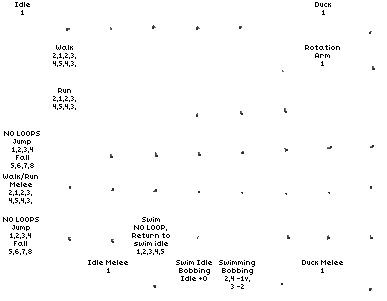 Idle
1
Duck
1
Walk
2,1,2,3,
4,5,4,3,
Rotation
Arm
1
Run
2,1,2,3,
4,5,4,3,
NO LOOPS
Jump
1,2,3,4
Fall
5,6,7,8
Walk/Run
Melee
2,1,2,3,
4,5,4,3,
NO LOOPS
Jump
1,2,3,4
Fall
5,6,7,8
Swim
NO LOOP,
Return to
swim idle
1,2,3,4,5
Idle Melee
1
Swim Idle
Bobbing
Idle +0
Swimming
Bobbing
2,4 -1v,
3 -2
Duck Melee
1